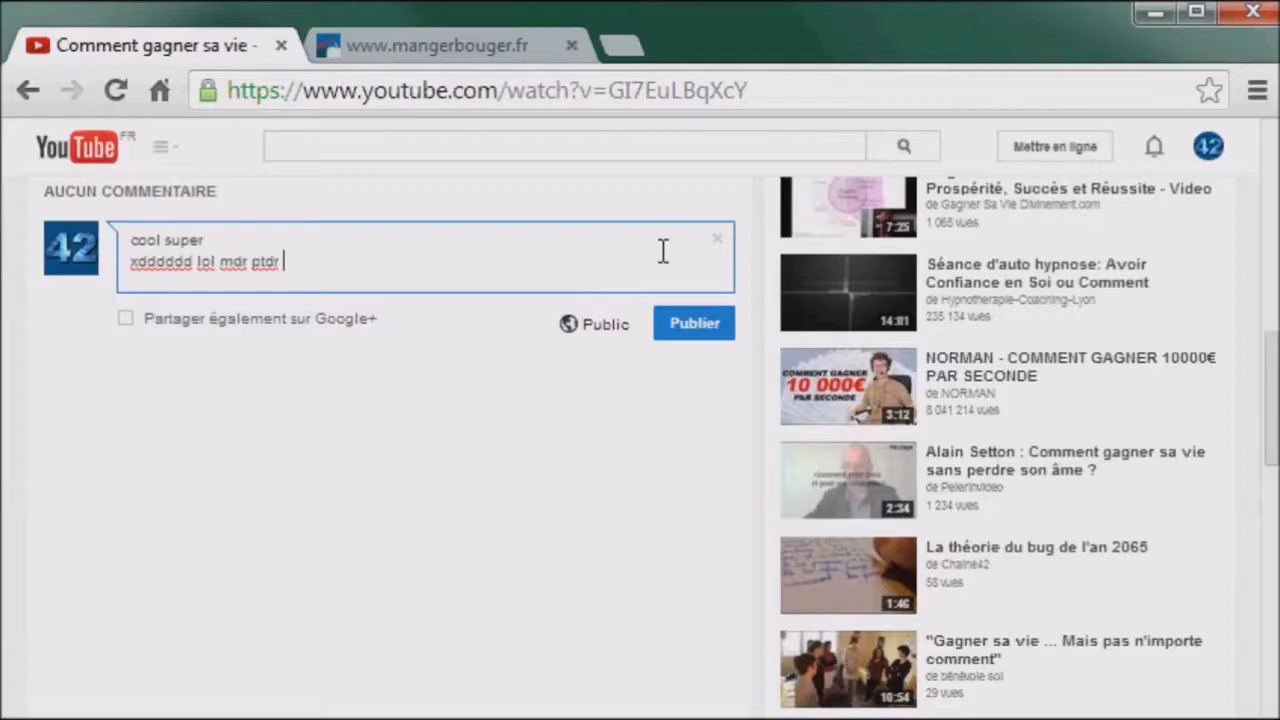 Comment gagner sa vie -
www.mangerbouger.fr
https://www.youtube.com/watch?v=GI7EuLBqXcY
YouTube FR
Mettre en ligne
42
AUCUN COMMENTAIRE
42
cool super
xdddddd lol mdr ptdr
Partager également sur Google+
Public
Publier
7:25
Prospérité, Succès et Réussite - Video
de Gagner Sa Vie Divinement.com
1 065 vues
14:01
Séance d'auto hypnose: Avoir
Confiance en Soi ou Comment
de Hypnotherapie-Coaching-Lyon
235 134 vues
COMMENT GAGNER
10 000€
PAR SECONDE
3:12
NORMAN - COMMENT GAGNER 10000€
PAR SECONDE
de NORMAN
8 041 214 vues
2:34
Alain Setton : Comment gagner sa vie
sans perdre son âme ?
de PelerinVideo
1 234 vues
1:46
La théorie du bug de l'an 2065
de Chaine42
58 vues
10:54
"Gagner sa vie ... Mais pas n'importe
comment"
de bénévole sol
29 vues